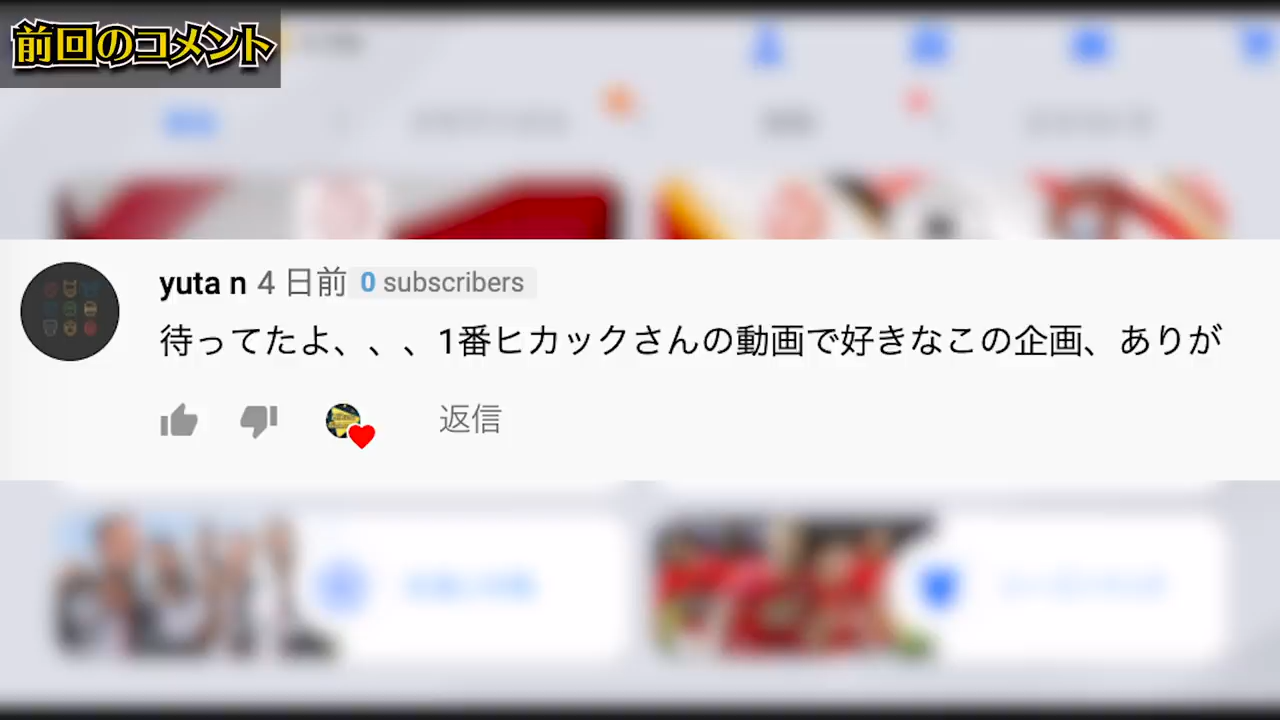 前回のコメント
yuta n 4 日前 0 subscribers
待ってたよ、、、1番ヒカックさんの動画で好きなこの企画、ありが
返信